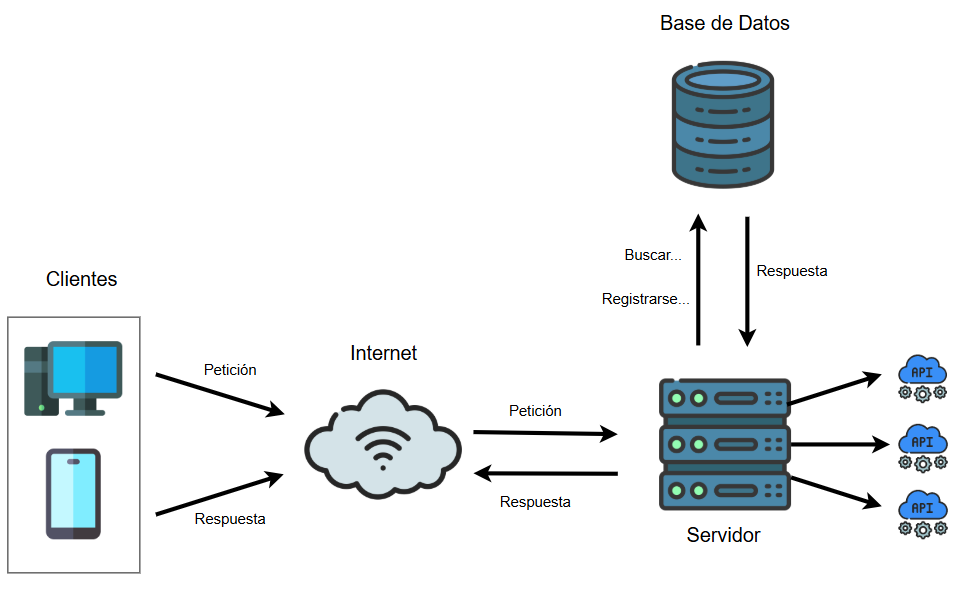 Base de Datos
Buscar...
Registrarse...
Respuesta
Clientes
Petición
Respuesta
Internet
Petición
Respuesta
Servidor
API
API
API